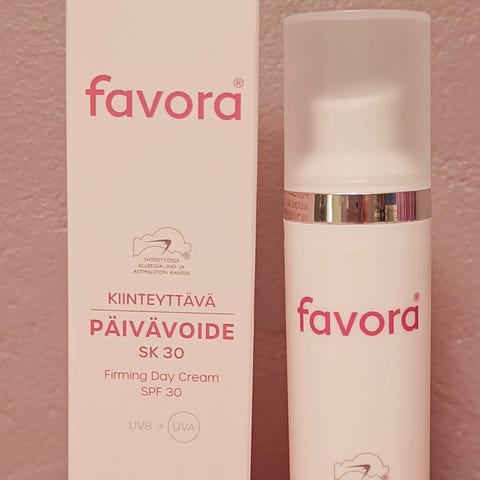 favora®
YHTEISTYÖSSÄ
ALLERGIA-, IHO- JA
ASTMALIITON KANSSA
KIINTEYTTÄVÄ
PÄIVÄVOIDE
SK 30
Firming Day Cream
SPF 30
UVB + UVA
favora®